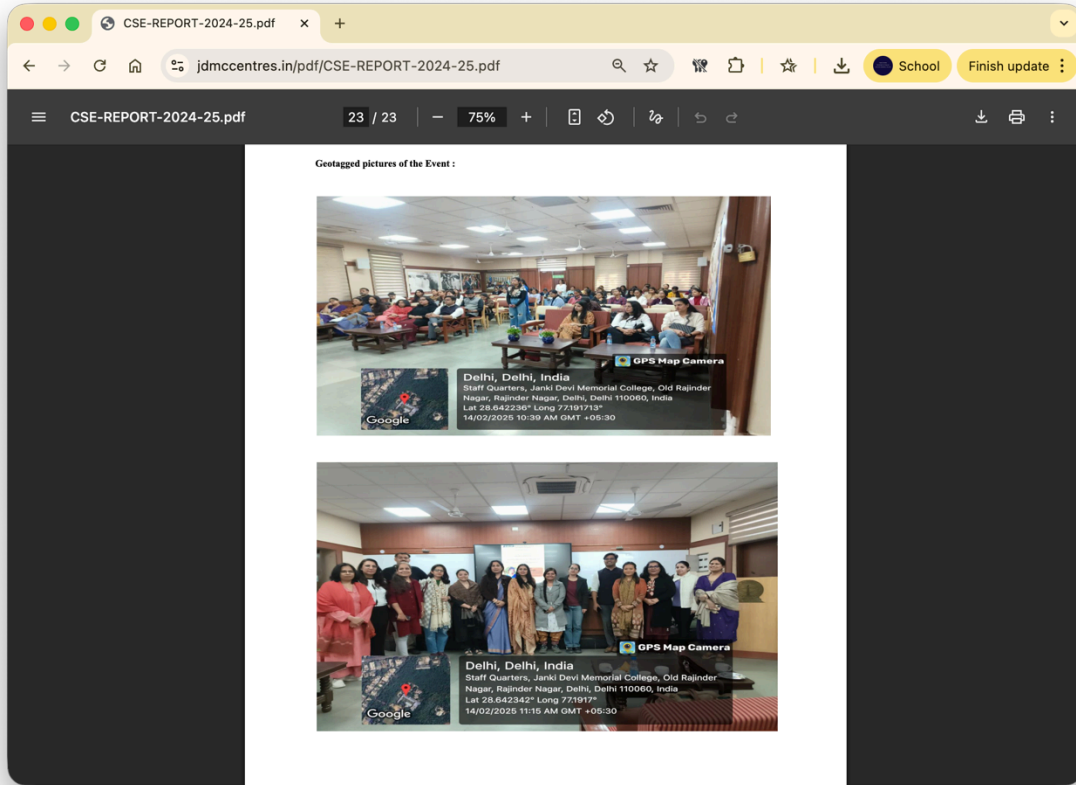 CSE-REPORT-2024-25.pdf
jdmccentres.in/pdf/CSE-REPORT-2024-25.pdf
School
Finish update
CSE-REPORT-2024-25.pdf
23 / 23
75%
Geotagged pictures of the Event :
GPS Map Camera
Delhi, Delhi, India
Staff Quarters, Janki Devi Memorial College, Old Rajinder
Nagar, Rajinder Nagar, Delhi, Delhi 110060, India
Lat 28.642236° Long 77.191713°
14/02/2025 10:39 AM GMT +05:30
Google
GPS Map Camera
Delhi, Delhi, India
Staff Quarters, Janki Devi Memorial College, Old Rajinder
Nagar, Rajinder Nagar, Delhi, Delhi 110060, India
Lat 28.642342° Long 77.1917°
14/02/2025 11:15 AM GMT +05:30
Google